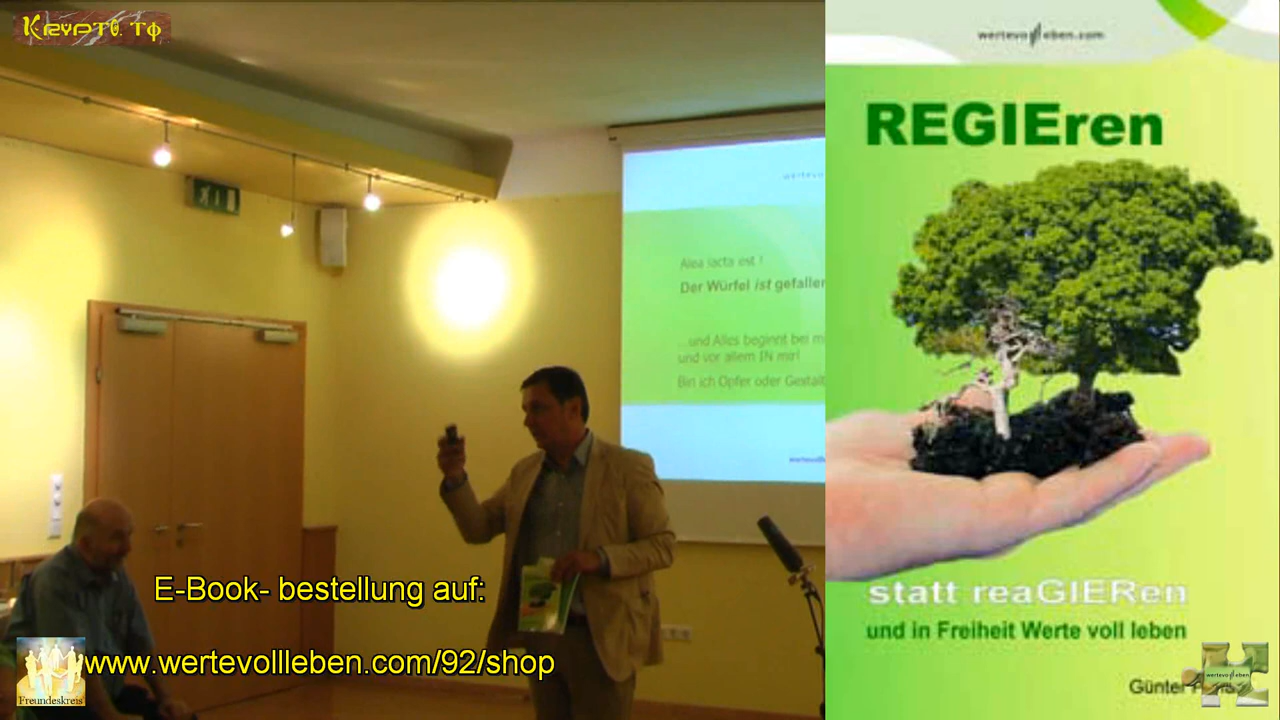 KRYPTO. TV
wertevollleben.com
REGIEren
Alea iacta est !
Der Würfel ist gefallen
...und Alles beginnt bei
und vor allem IN mir!
Bin ich Opfer oder
E-Book- bestellung auf:
www.wertevollleben.com/92/shop
Freundeskreis
statt reaGIERen
und in Freiheit Werte voll leben
Günter
wertevollleben